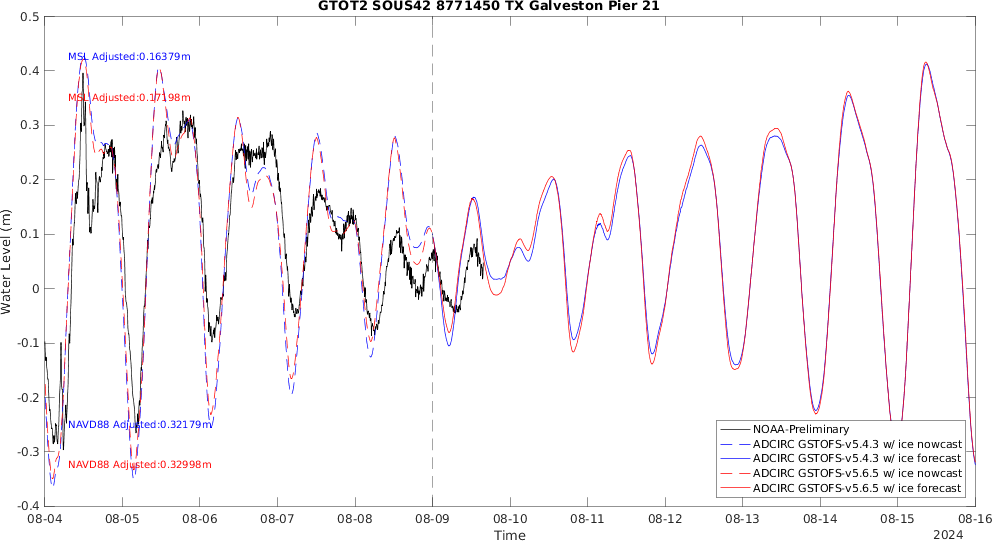 GTOT2 SOUS42 8771450 TX Galveston Pier 21
0.5
0.4
0.3
0.2
0.1
0
-0.1
-0.2
-0.3
-0.4
Water Level (m)
MSL Adjusted:0.16379m
MSL Adjusted:0.17198m
NAVD88 Adjusted:0.32179m
NAVD88 Adjusted:0.32998m
NOAA-Preliminary
ADCIRC GSTOFS-v5.4.3 w/ ice nowcast
ADCIRC GSTOFS-v5.4.3 w/ ice forecast
ADCIRC GSTOFS-v5.6.5 w/ ice nowcast
ADCIRC GSTOFS-v5.6.5 w/ ice forecast
08-04 08-05 08-06 08-07 08-08 08-09 08-10 08-11 08-12 08-13 08-14 08-15 08-16
Time
2024